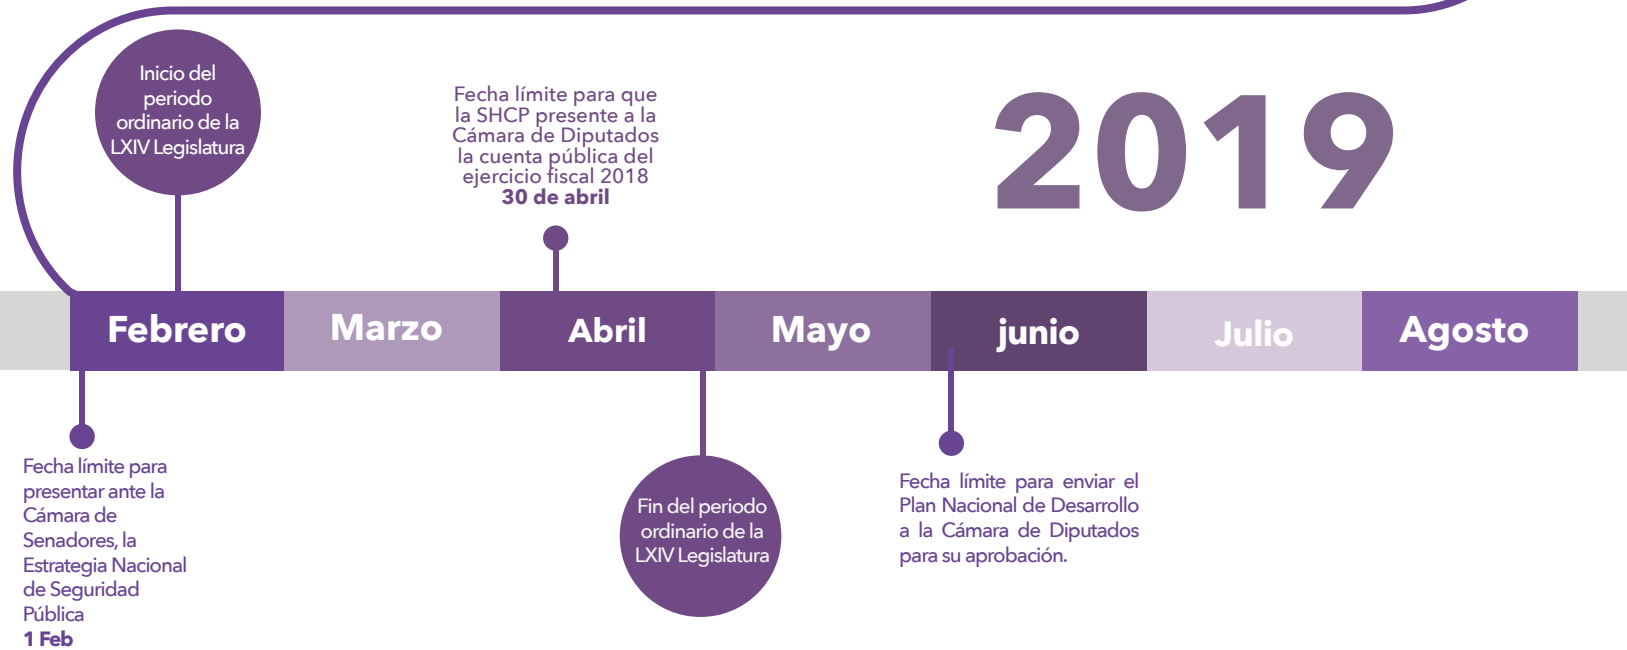 Inicio del
periodo
ordinario de la
LXIV Legislatura
Fecha límite para que
la SHCP presente a la
Cámara de Diputados
la cuenta pública del
ejercicio fiscal 2018
30 de abril
2019
Febrero
Marzo
Abril
Mayo
junio
Julio
Agosto
Fecha límite para
presentar ante la
Cámara de
Senadores, la
Estrategia Nacional
de Seguridad
Pública
1 Feb
Fin del periodo
ordinario de la
LXIV Legislatura
Fecha límite para enviar el
Plan Nacional de Desarrollo
a la Cámara de Diputados
para su aprobación.